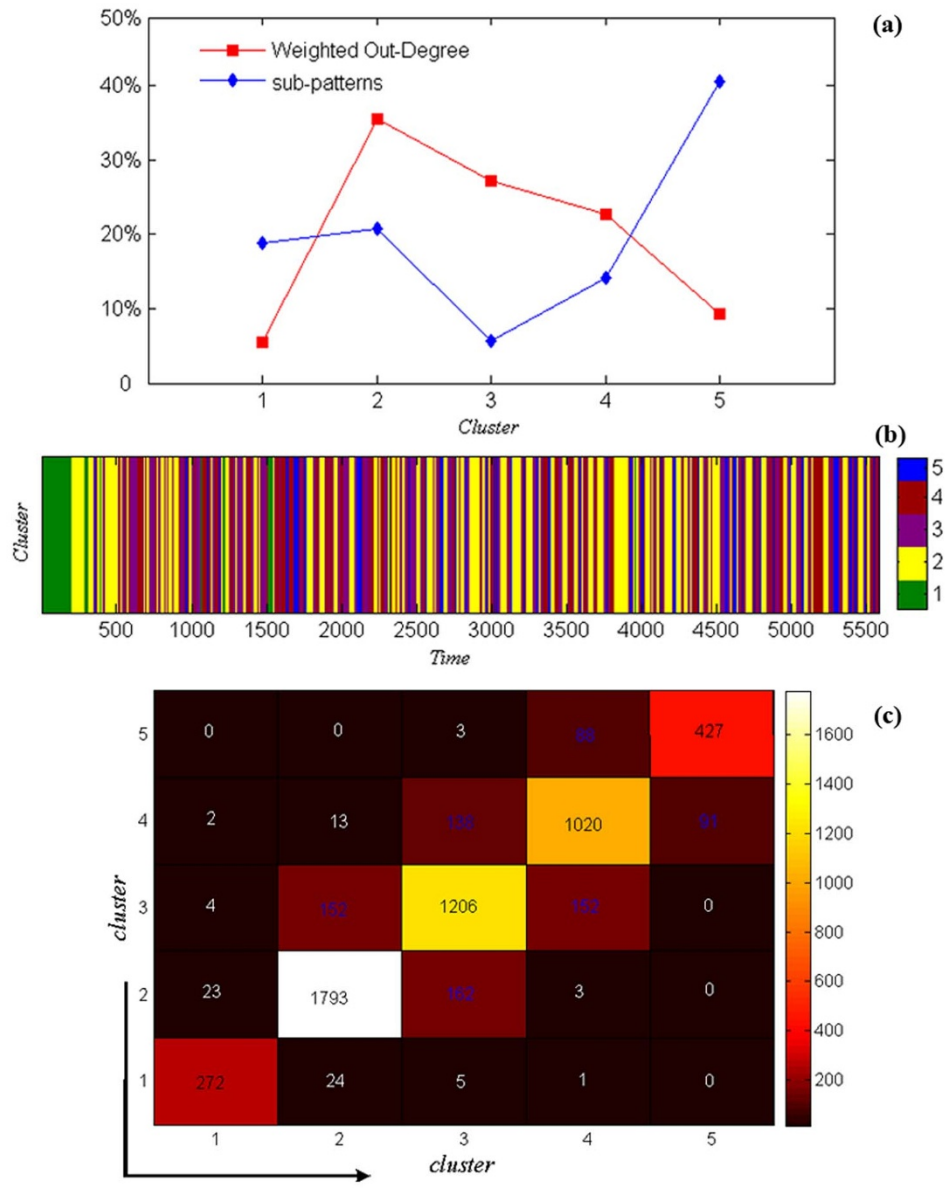 (a)
50%
40%
30%
20%
10%
0
Weighted Out-Degree
sub-patterns
1 2 3 4 5
Cluster
(b)
Cluster
5
4
3
2
1
500 1000 1500 2000 2500 3000 3500 4000 4500 5000 5500
Time
(c)
cluster
5 0 0 3 88 427
4 2 13 138 1020 91
3 4 152 1206 152 0
2 23 1793 162 3 0
1 272 24 5 1 0
1 2 3 4 5
cluster
1600
1400
1200
1000
800
600
400
200